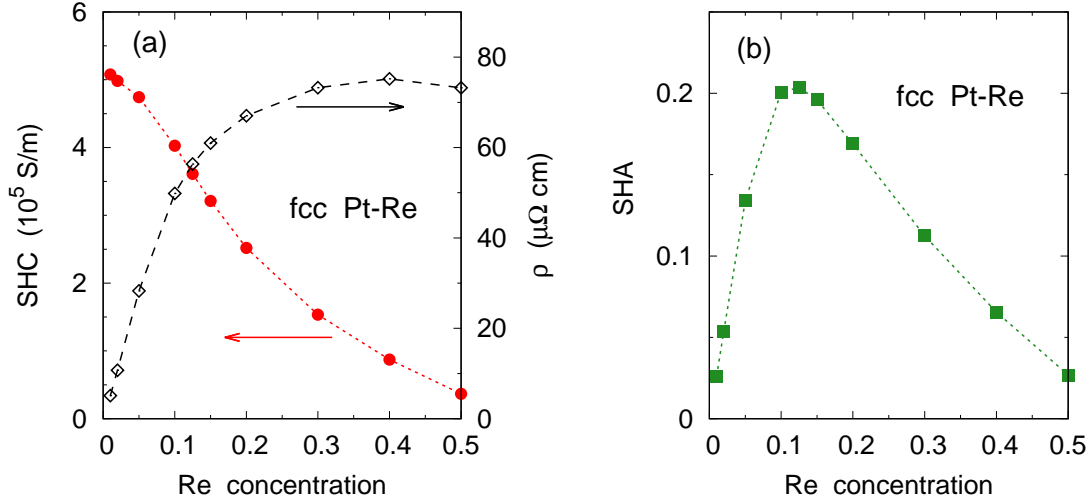 (a)
fcc Pt-Re
SHC (10^5 S/m)
6
4
2
0
ρ (μΩ cm)
80
60
40
20
0
0 0.1 0.2 0.3 0.4 0.5
Re concentration
(b)
fcc Pt-Re
SHA
0.2
0.1
0
0 0.1 0.2 0.3 0.4 0.5
Re concentration